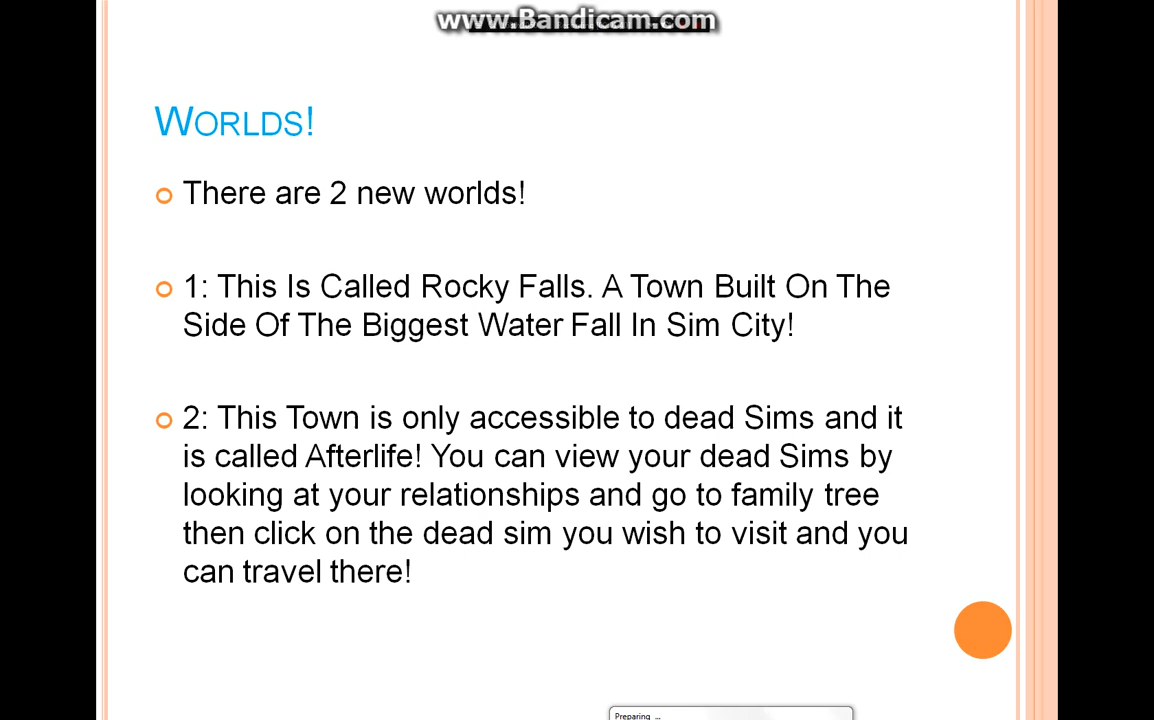 www.Bandicam.com
WORLDS!
There are 2 new worlds!
1: This Is Called Rocky Falls. A Town Built On The
Side Of The Biggest Water Fall In Sim City!
2: This Town is only accessible to dead Sims and it
is called Afterlife! You can view your dead Sims by
looking at your relationships and go to family tree
then click on the dead sim you wish to visit and you
can travel there!
Preparing ...